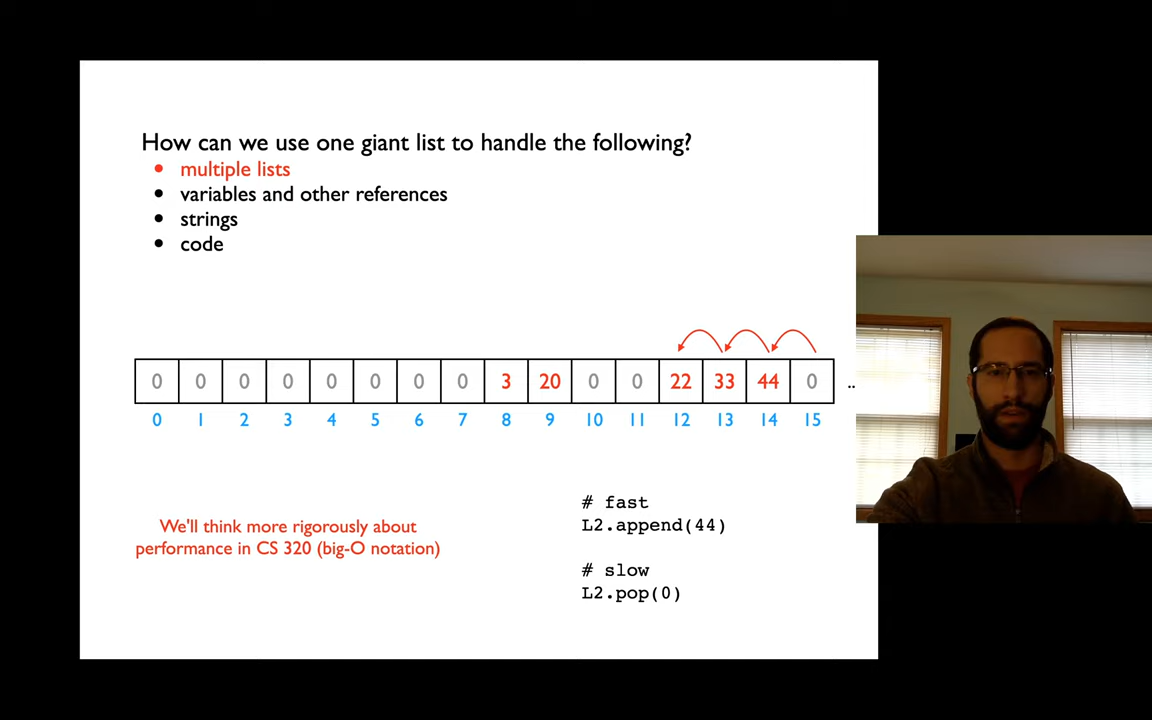 How can we use one giant list to handle the following?
• multiple lists
• variables and other references
• strings
• code
0 0 0 0 0 0 0 0 3 20 0 0 22 33 44 0 ..
0 1 2 3 4 5 6 7 8 9 10 11 12 13 14 15
# fast
L2.append(44)
We'll think more rigorously about
performance in CS 320 (big-O notation)
# slow
L2.pop(0)